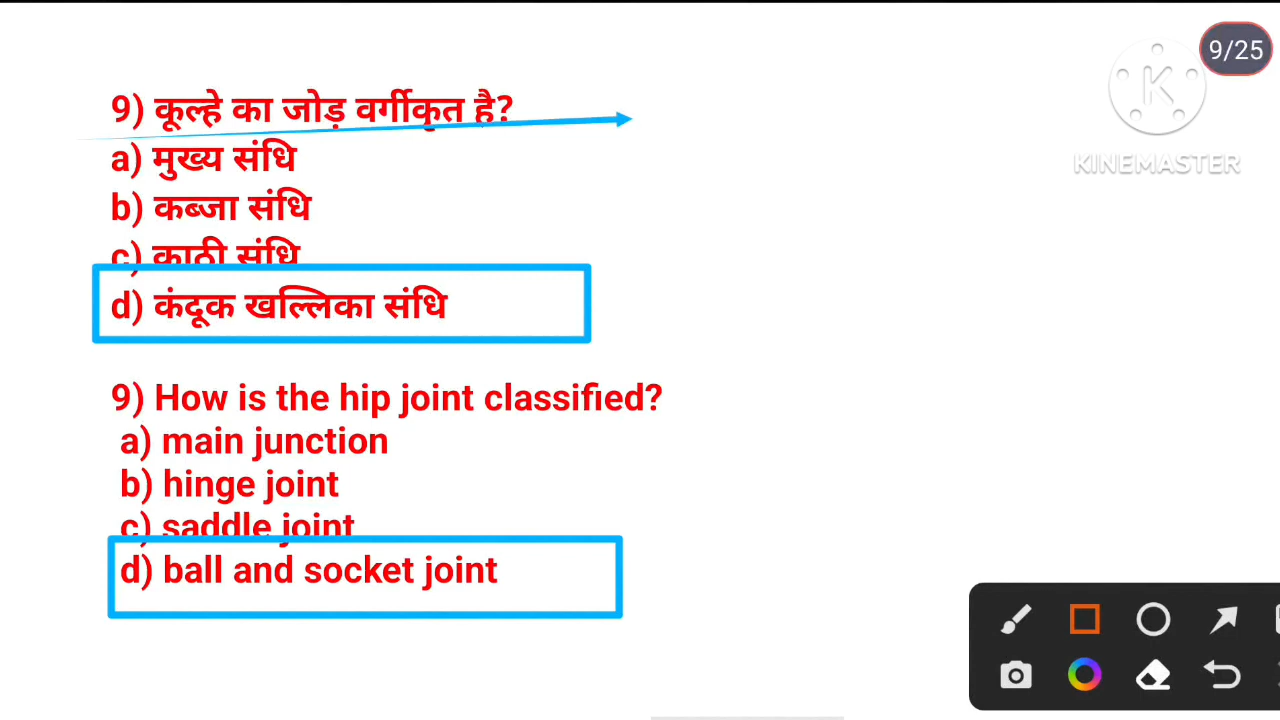 9/25
KINEMASTER
9) कूल्हे का जोड़ वर्गीकृत है?
a) मुख्य संधि
b) कब्जा संधि
c) काठी संधि
d) कंदूक खल्लिका संधि
9) How is the hip joint classified?
a) main junction
b) hinge joint
c) saddle joint
d) ball and socket joint